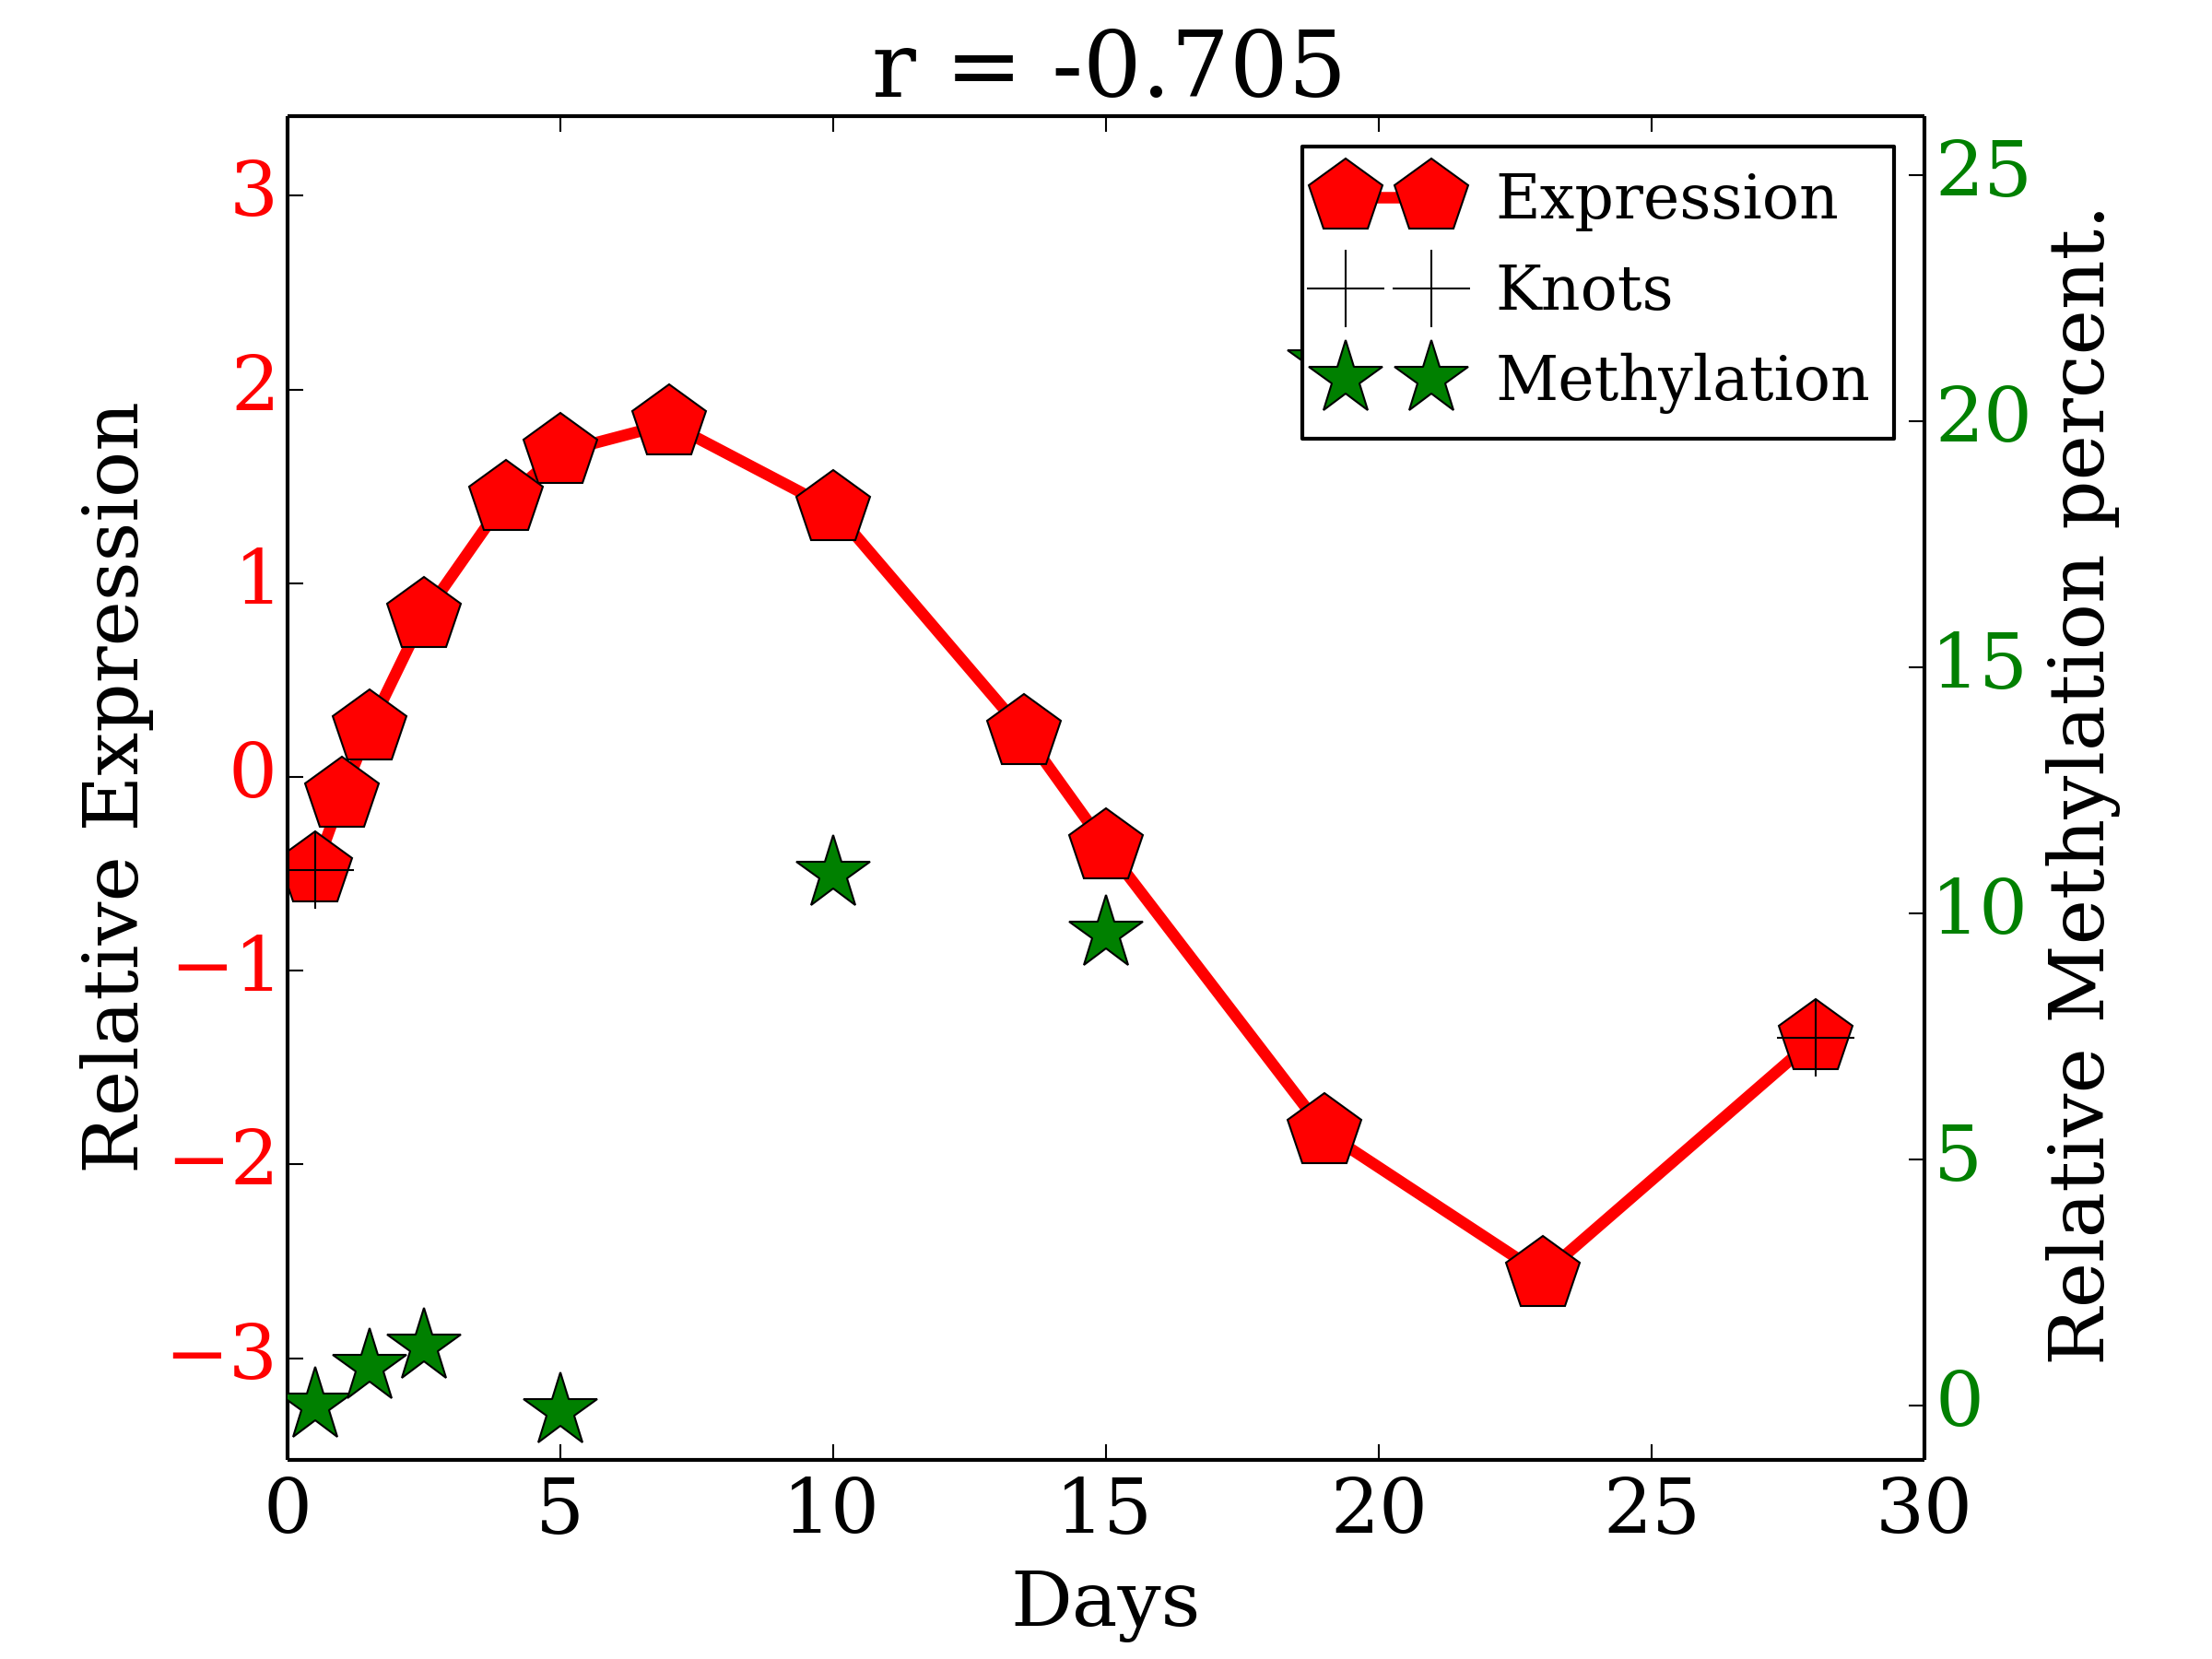 r = -0.705
3
2
1
0
−1
−2
−3
Relative Expression
Expression
Knots
Methylation
25
20
15
10
5
0
Relative Methylation percent.
0 5 10 15 20 25 30
Days